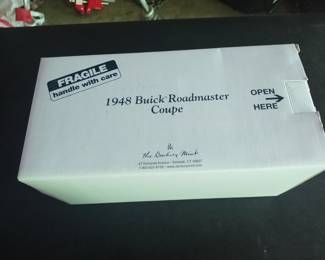 FRAGILE
handle with care
1948 Buick Roadmaster
Coupe
OPEN
HERE
The Danbury Mint